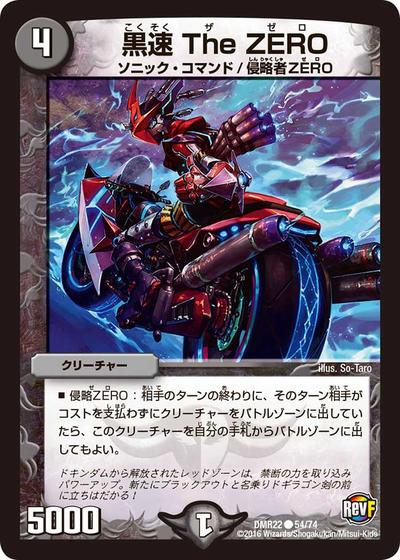 4
黒速 The ZERO
こくそく ザ ゼロ
ソニック・コマンド/侵略者ZERO
しんりゃくしゃ ゼロ
illus. So-Taro
クリーチャー
■侵略ZERO:相手のターンの終わりに、そのターン相手が
コストを支払わずにクリーチャーをバトルゾーンに出してい
たら、このクリーチャーを自分の手札からバトルゾーンに出
してもよい。
ドキンダムから解放されたレッドゾーンは、禁断の力を取り込み
パワーアップ。新たにブラックアウトと名乗りドギラゴン剣の前
に立ちはだかる!
5000
RevF
DMR22 ● 54/74
©2016 Wizards/Shogakukan/Mitsui-Kids